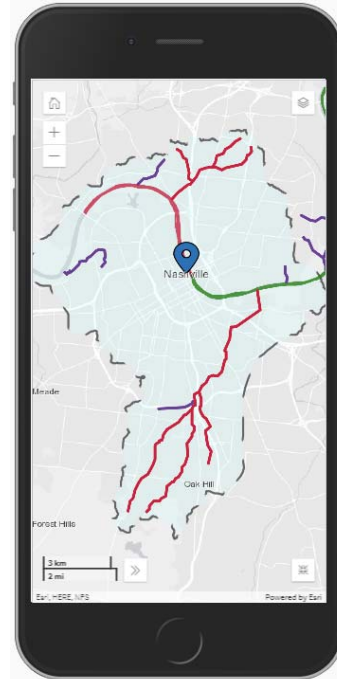 Nashville
Meade
Oak Hill
Forest Hills
3 km
2 mi
Esri, HERE, NPS
Powered by Esri